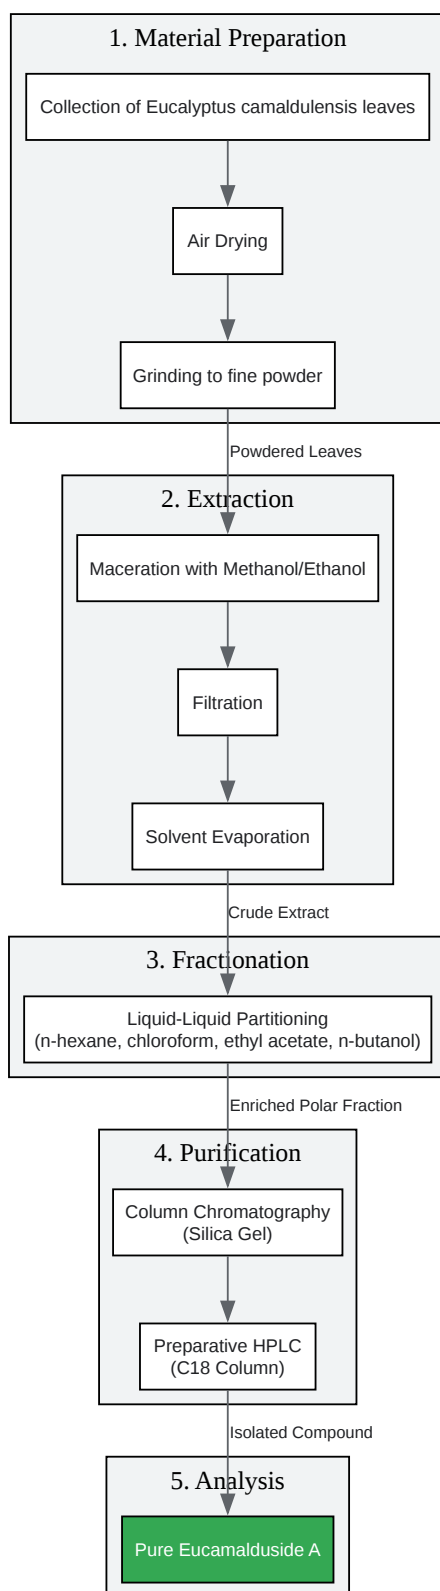 1. Material Preparation
Collection of Eucalyptus camaldulensis leaves
Air Drying
Grinding to fine powder
Powdered Leaves
2. Extraction
Maceration with Methanol/Ethanol
Filtration
Solvent Evaporation
Crude Extract
3. Fractionation
Liquid-Liquid Partitioning
(n-hexane, chloroform, ethyl acetate, n-butanol)
Enriched Polar Fraction
4. Purification
Column Chromatography
(Silica Gel)
Preparative HPLC
(C18 Column)
Isolated Compound
5. Analysis
Pure Eucamalduside A